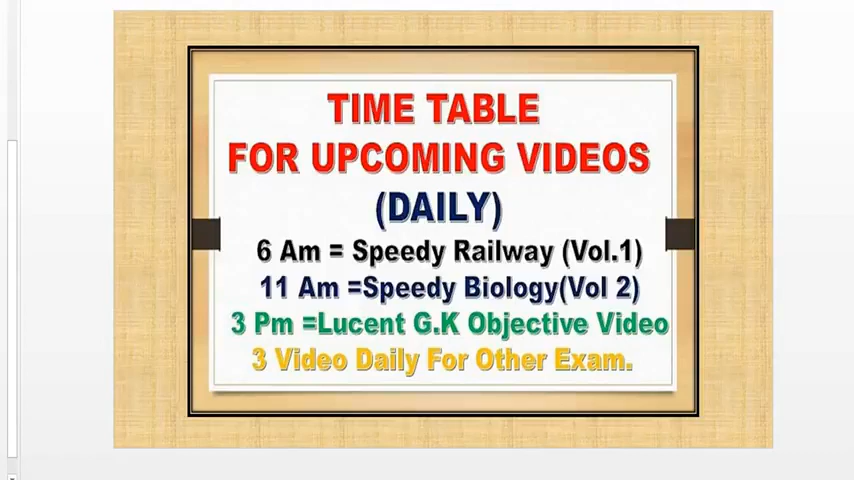 TIME TABLE
FOR UPCOMING VIDEOS
(DAILY)
6 Am = Speedy Railway (Vol.1)
11 Am =Speedy Biology(Vol 2)
3 Pm =Lucent G.K Objective Video
3 Video Daily For Other Exam.